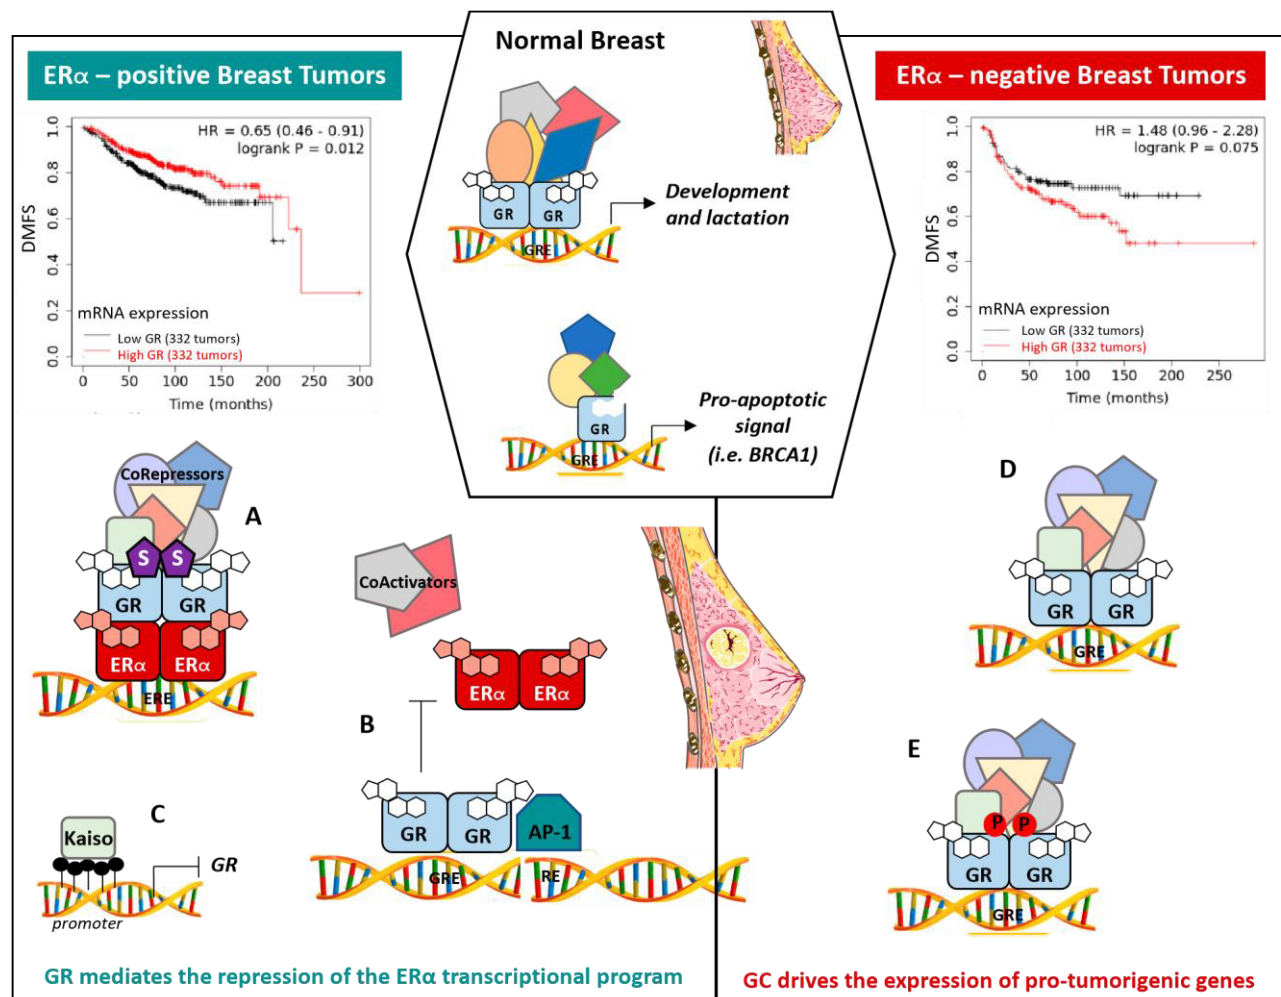 Normal Breast
Development
and lactation
GR GR
GRE
Pro-apoptotic
signal
(i.e. BRCA1)
GR
GRE
ERα – positive Breast Tumors
HR = 0.65 (0.46 - 0.91)
logrank P = 0.012
DMFS
1.0
0.8
0.6
0.4
0.2
0.0
mRNA expression
Low GR (332 tumors)
High GR (332 tumors)
0 50 100 150 200 250 300
Time (months)
ERα – negative Breast Tumors
HR = 1.48 (0.96 - 2.28)
logrank P = 0.075
DMFS
1.0
0.8
0.6
0.4
0.2
0.0
mRNA expression
Low GR (332 tumors)
High GR (332 tumors)
0 50 100 150 200 250
Time (months)
A
CoRepressors
S S
GR GR
ERα ERα
ERE
B
CoActivators
ERα ERα
GR GR AP-1
GRE RE
C
Kaiso
GR
promoter
GR mediates the repression of the ERα transcriptional program
D
GR GR
GRE
E
P P
GR GR
GRE
GC drives the expression of pro-tumorigenic genes